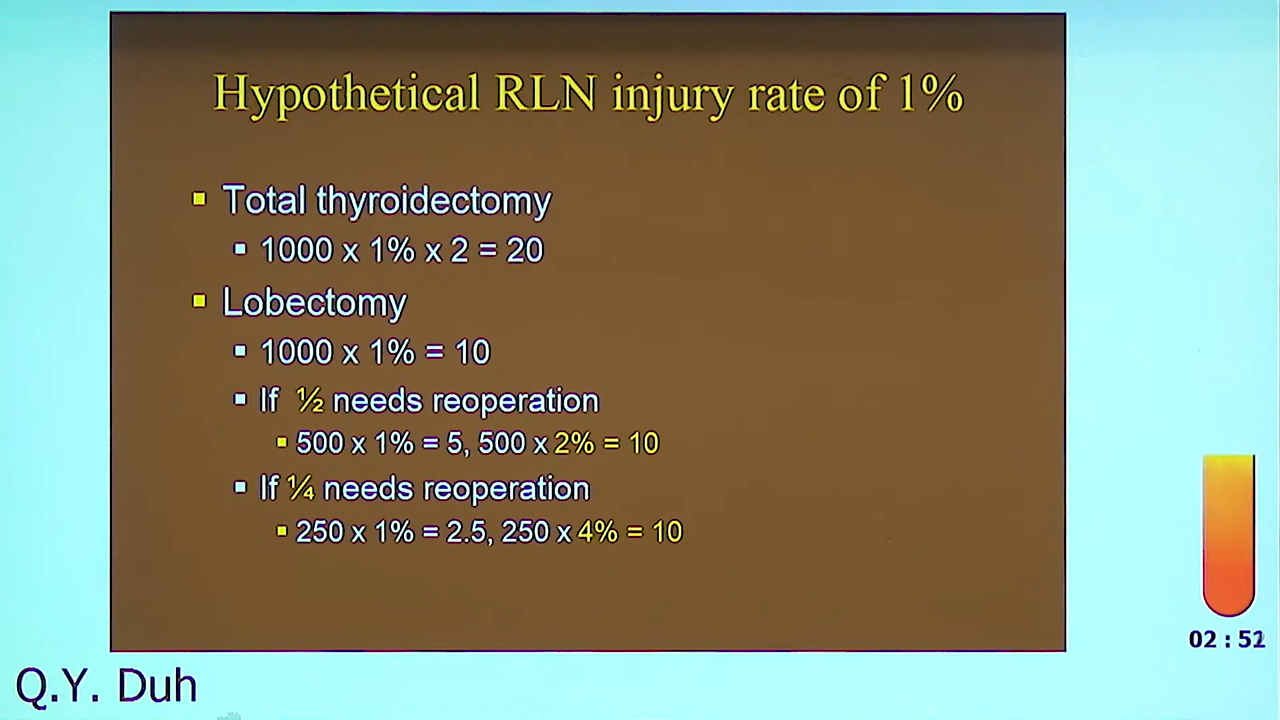 Hypothetical RLN injury rate of 1%
Total thyroidectomy
1000 x 1% x 2 = 20
Lobectomy
1000 x 1% = 10
If ½ needs reoperation
500 x 1% = 5, 500 x 2% = 10
If ¼ needs reoperation
250 x 1% = 2.5, 250 x 4% = 10
02 : 52
Q.Y. Duh